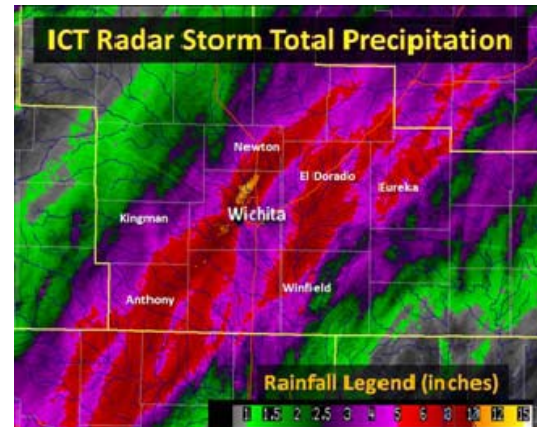 ICT Radar Storm Total Precipitation
Newton
El Dorado
Eureka
Kingman
Wichita
Anthony
Winfield
Rainfall Legend (inches)
1 1.5 2 2.5 3 4 5 6 8 10 12 15